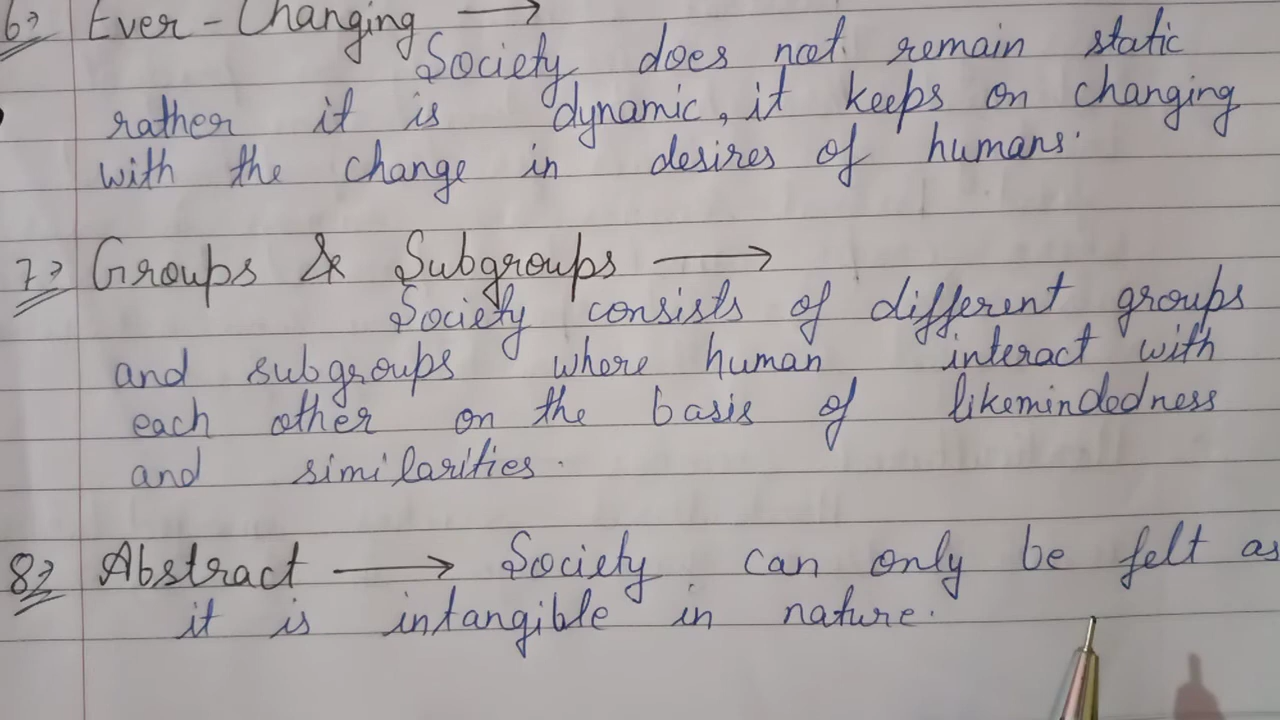 6) Ever-Changing →
Society does not remain static
rather it is dynamic, it keeps on changing
with the change in desires of humans.
7) Groups & Subgroups →
Society consists of different groups
and subgroups where human interact with
each other on the basis of likemindedness
and similarities.
8) Abstract → Society can only be felt as
it is intangible in nature.